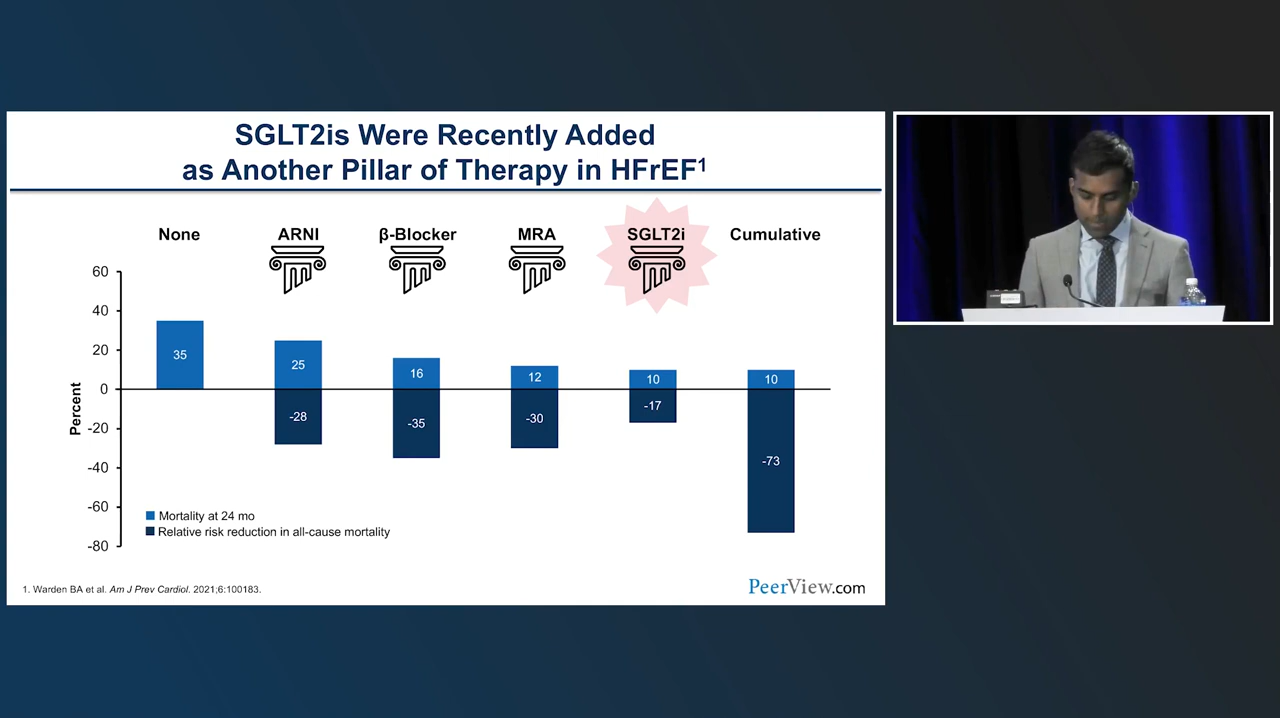 SGLT2is Were Recently Added
as Another Pillar of Therapy in HFrEF¹
None ARNI β-Blocker MRA SGLT2i Cumulative
60
40
20
0
-20
-40
-60
-80
Percent
35 25 16 12 10 10
-28 -35 -30 -17 -73
Mortality at 24 mo
Relative risk reduction in all-cause mortality
1. Warden BA et al. Am J Prev Cardiol. 2021;6:100183.
PeerView.com